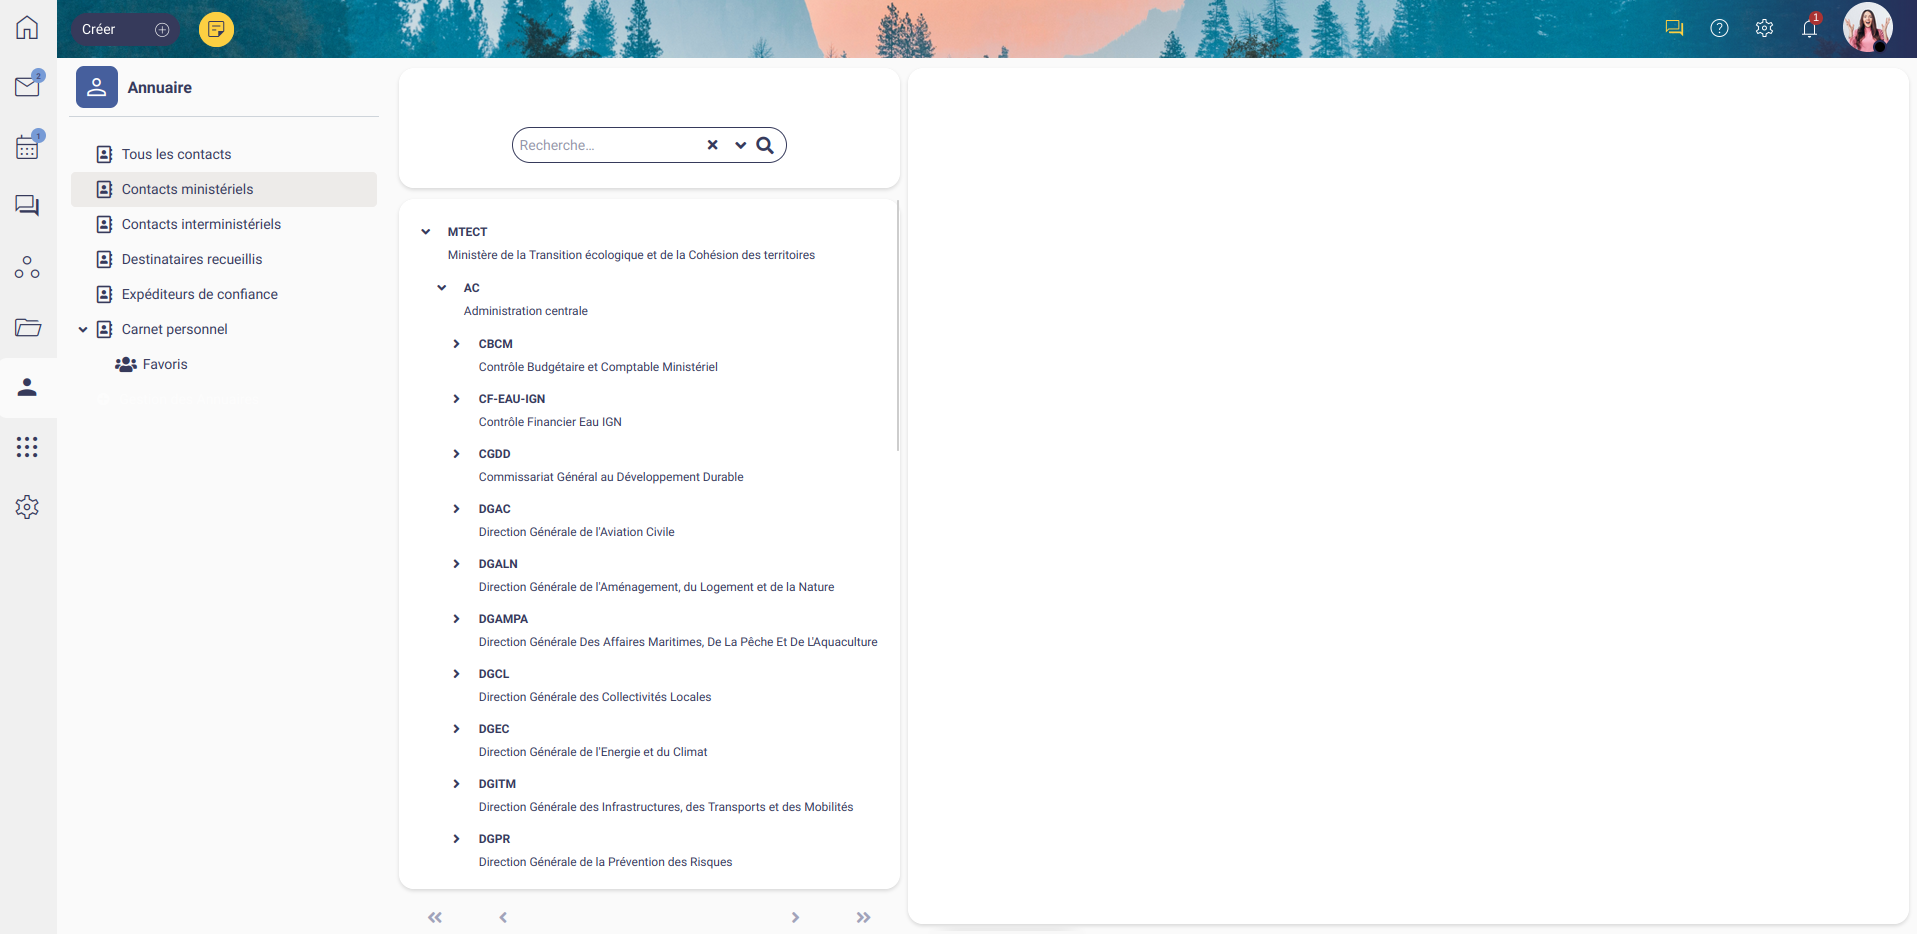 Créer
1
2
1
Annuaire
Tous les contacts
Contacts ministériels
Contacts interministériels
Destinataires recueillis
Expéditeurs de confiance
Carnet personnel
Favoris
Recherche...
MTECT
Ministère de la Transition écologique et de la Cohésion des territoires
AC
Administration centrale
CBCM
Contrôle Budgétaire et Comptable Ministériel
CF-EAU-IGN
Contrôle Financier Eau IGN
CGDD
Commissariat Général au Développement Durable
DGAC
Direction Générale de l'Aviation Civile
DGALN
Direction Générale de l'Aménagement, du Logement et de la Nature
DGAMPA
Direction Générale Des Affaires Maritimes, De La Pêche Et De L'Aquaculture
DGCL
Direction Générale des Collectivités Locales
DGEC
Direction Générale de l'Energie et du Climat
DGITM
Direction Générale des Infrastructures, des Transports et des Mobilités
DGPR
Direction Générale de la Prévention des Risques